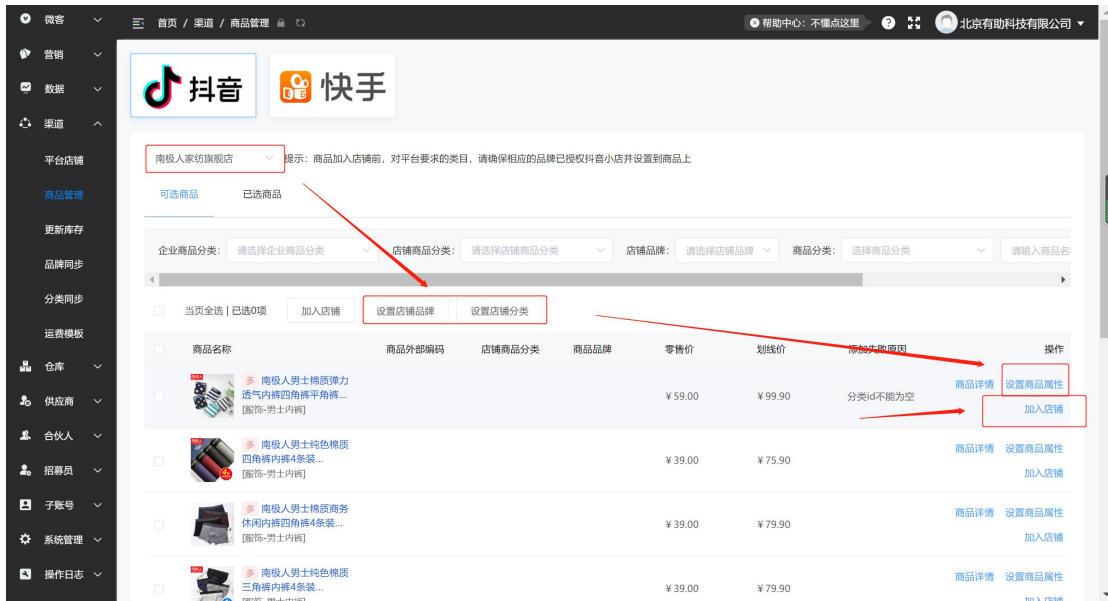 微客
首页 / 渠道 / 商品管理
帮助中心：不懂点这里
北京有助科技有限公司
营销
数据
渠道
平台店铺
商品管理
更新库存
品牌同步
分类同步
运费模板
仓库
供应商
合伙人
招募员
子账号
系统管理
操作日志
抖音
快手
南极人家纺旗舰店
提示：商品加入店铺前，对平台要求的类目，请确保相应的品牌已授权抖音小店并设置到商品上
可选商品 已选商品
企业商品分类： 请选择企业商品分类 店铺商品分类： 请选择店铺商品分类 店铺品牌： 请选择店铺品牌 商品分类： 选择商品分类 请输入商品名
当页全选 | 已选0项 加入店铺 设置店铺品牌 设置店铺分类
商品名称 商品外部编码 店铺商品分类 商品品牌 零售价 划线价 添加失败原因 操作
多 南极人男士棉质弹力
透气内裤四角裤平角裤...
[服饰-男士内裤]
¥ 59.00 ¥ 99.90 分类id不能为空
商品详情 设置商品属性
加入店铺
多 南极人男士纯色棉质
四角裤内裤4条装...
[服饰-男士内裤]
¥ 39.00 ¥ 75.90
商品详情 设置商品属性
加入店铺
多 南极人男士棉质商务
休闲内裤四角裤4条装...
[服饰-男士内裤]
¥ 39.00 ¥ 79.90
商品详情 设置商品属性
加入店铺
多 南极人男士纯色棉质
三角裤内裤4条装...
[服饰-男士内裤]
¥ 39.00 ¥ 79.90
商品详情 设置商品属性
加入店铺